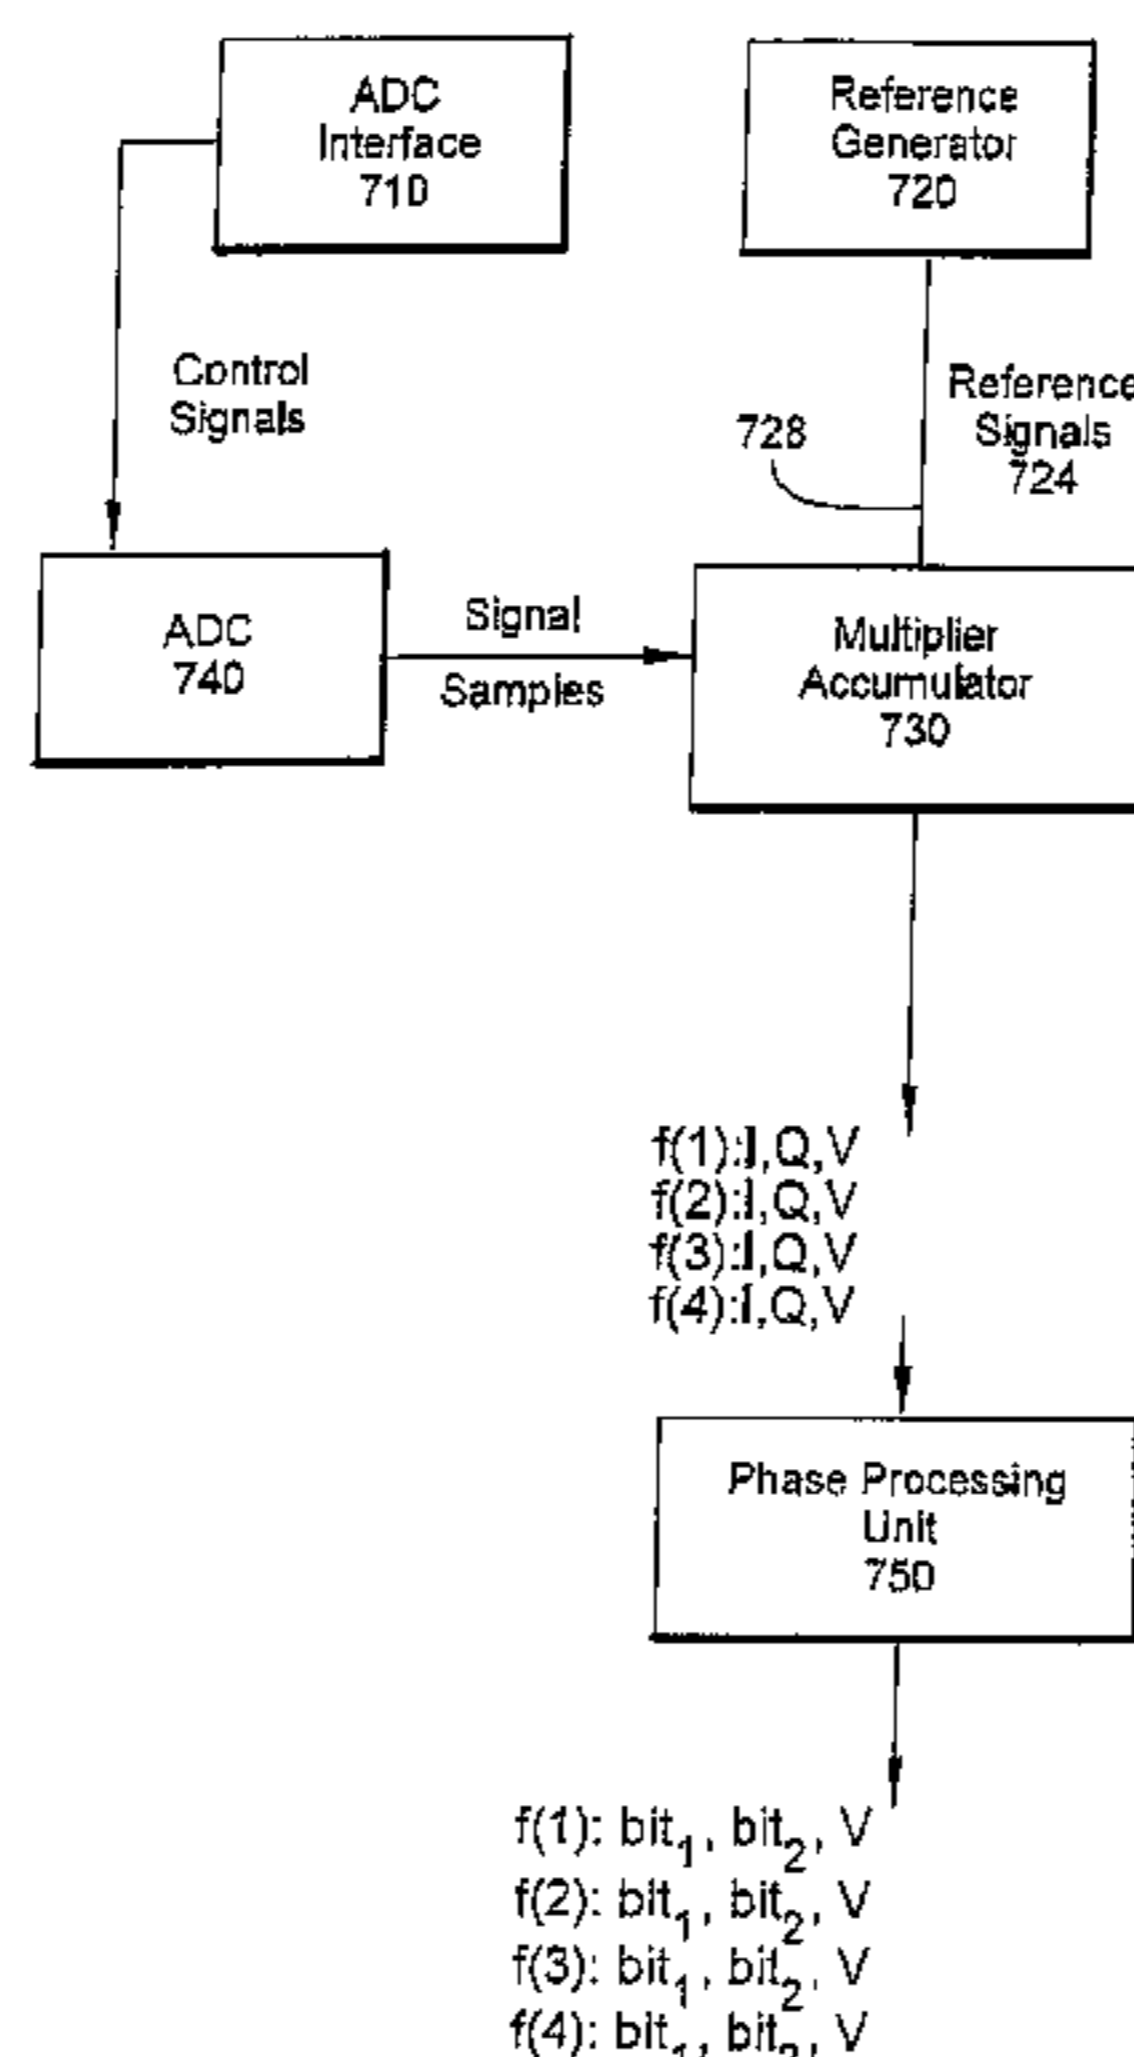 ADC
Interface
710
Reference
Generator
720
Control
Signals
Reference
Signals
724
728
ADC
740
Signal
Samples
Multiplier
Accumulator
730
f(1):I,Q,V
f(2):I,Q,V
f(3):I,Q,V
f(4):I,Q,V
Phase Processing
Unit
750
f(1): bit₁, bit₂, V
f(2): bit₁, bit₂, V
f(3): bit₁, bit₂, V
f(4): bit₁, bit₂, V